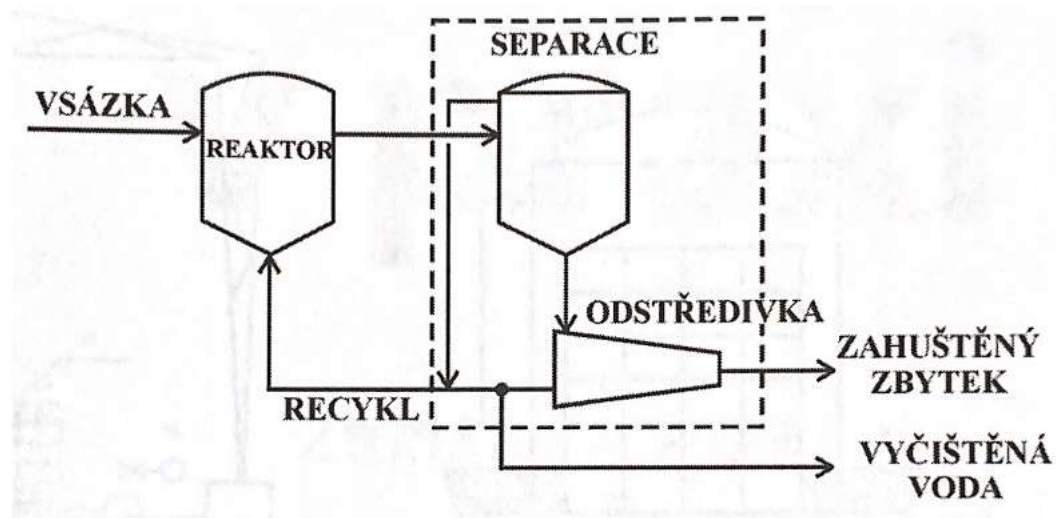 SEPARACE
VSÁZKA
REAKTOR
ODSTŘEDIVKA
ZAHUŠTĚNÝ
ZBYTEK
RECYKL
VYČIŠTĚNÁ
VODA